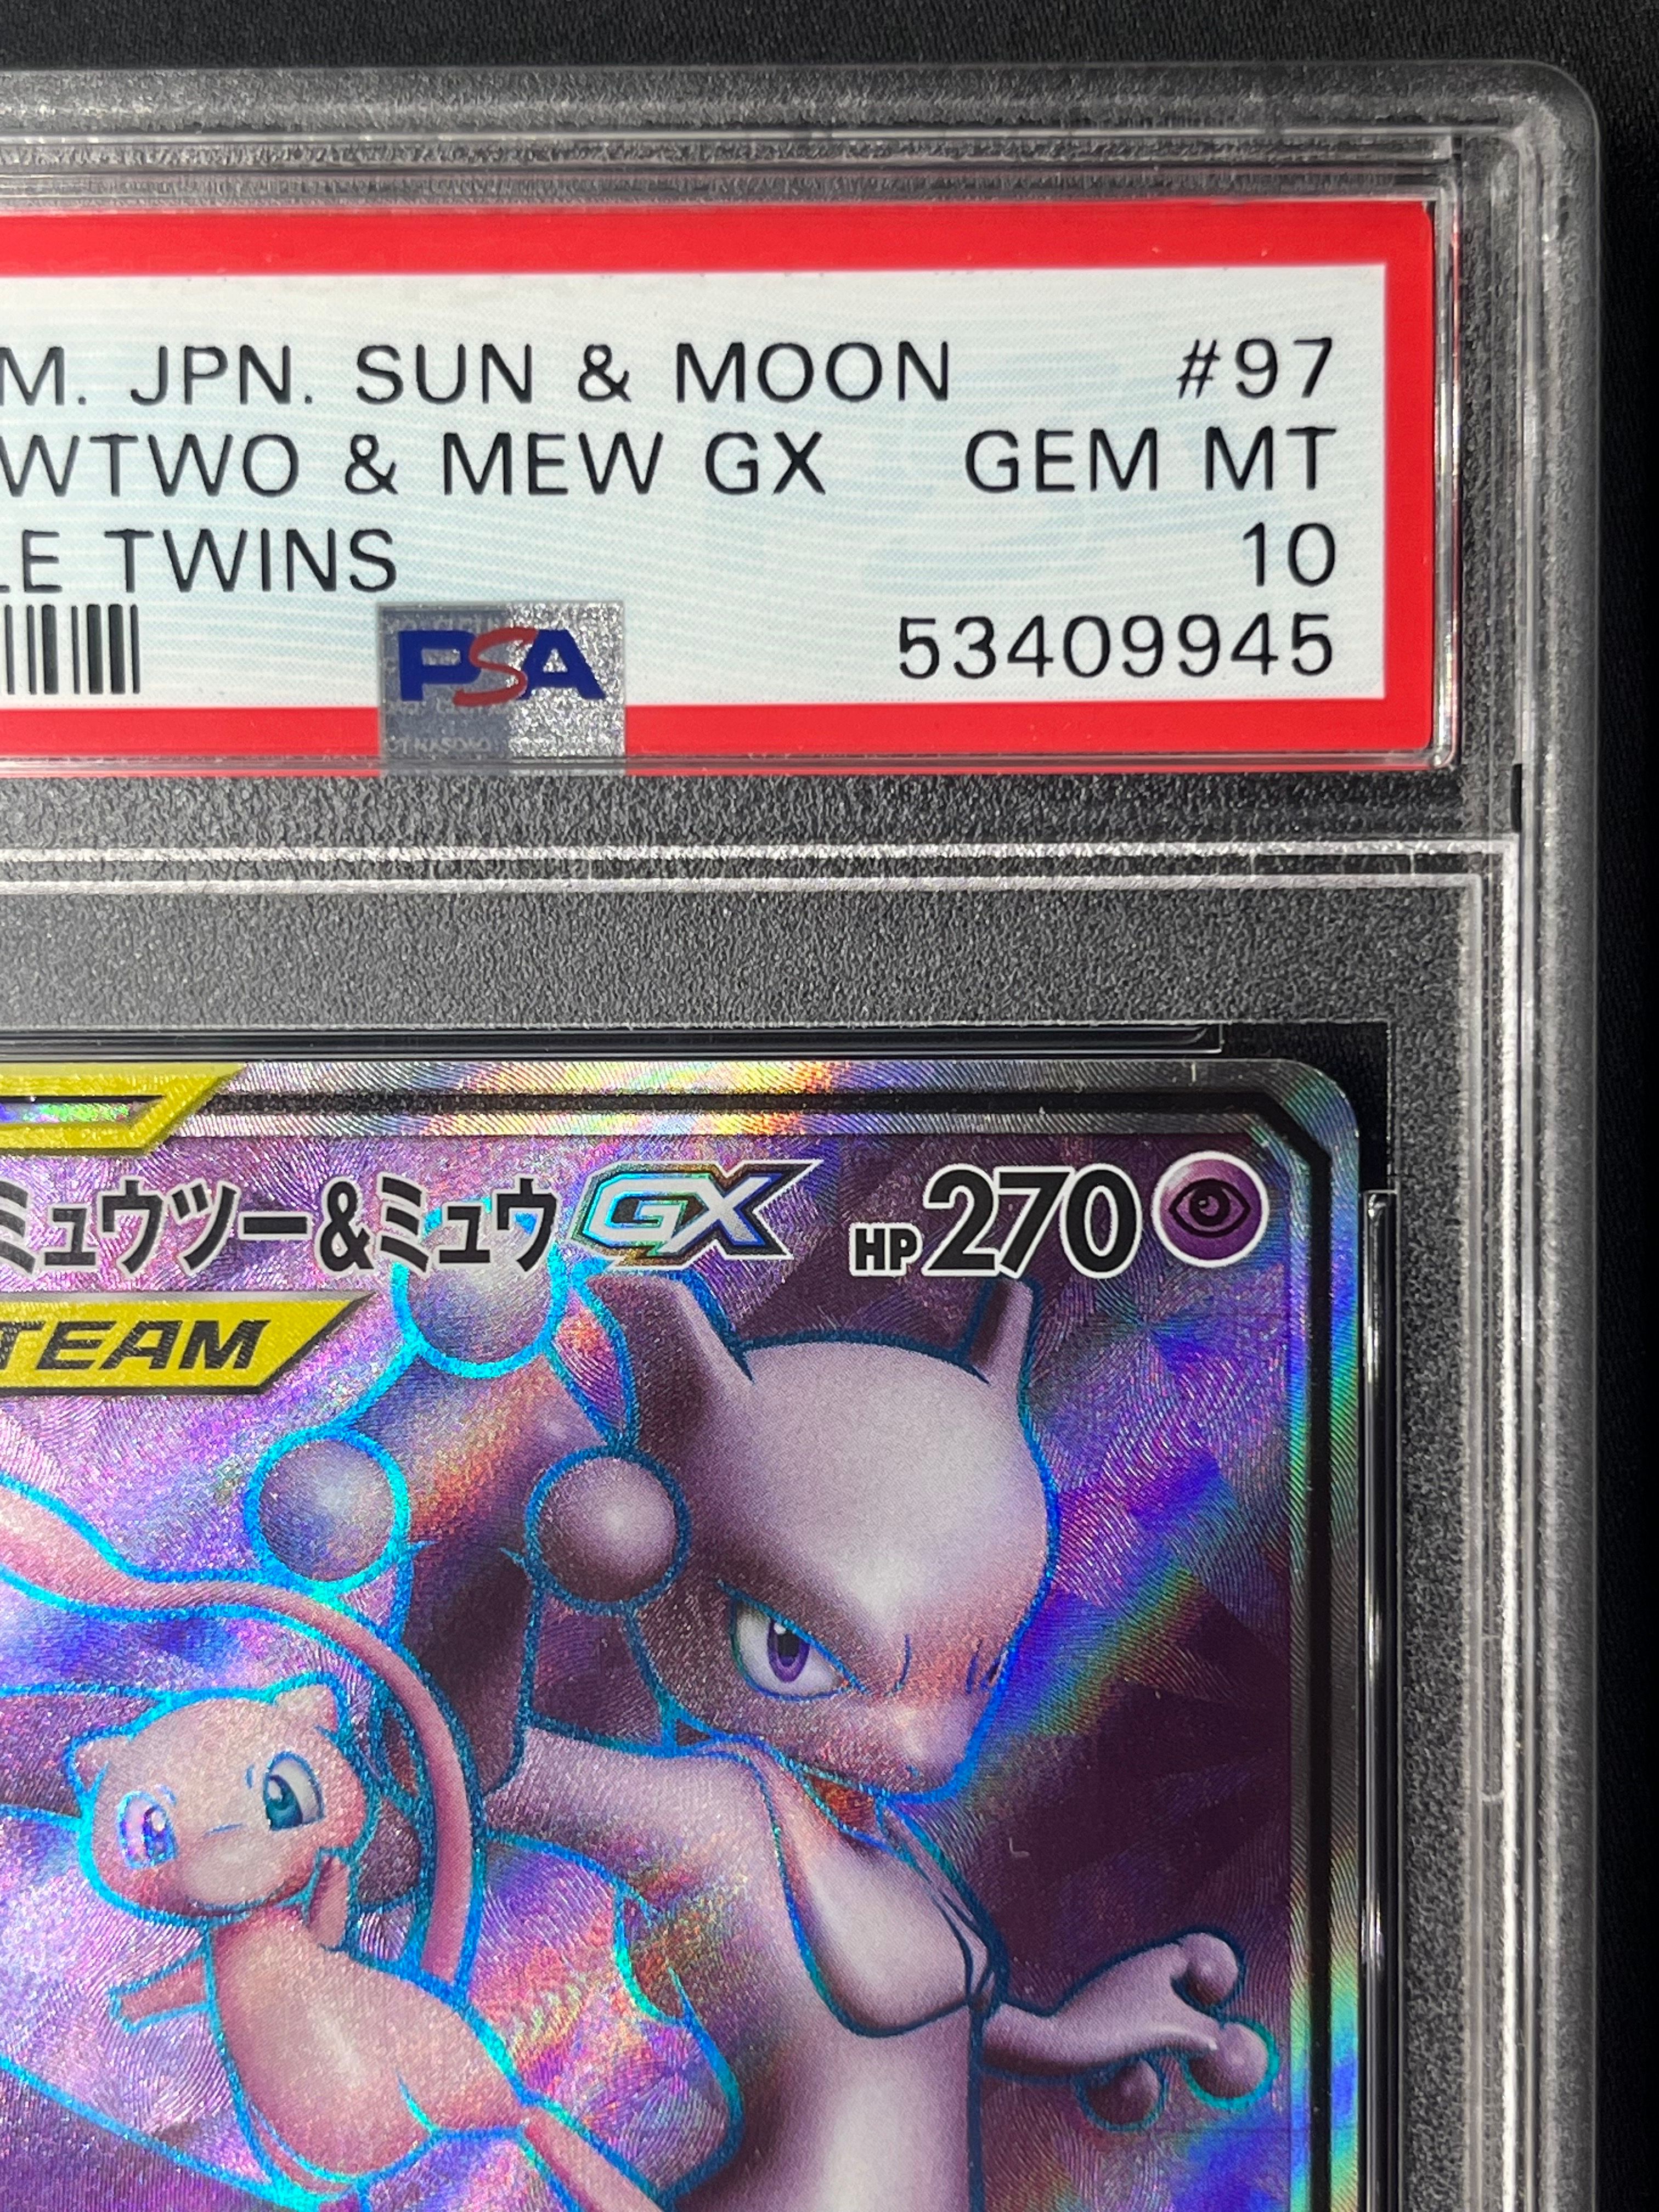 M. JPN. SUN & MOON #97
WTWO & MEW GX GEM MT
LE TWINS 10
PSA 53409945
ミュウツー&ミュウGX HP270
TEAM